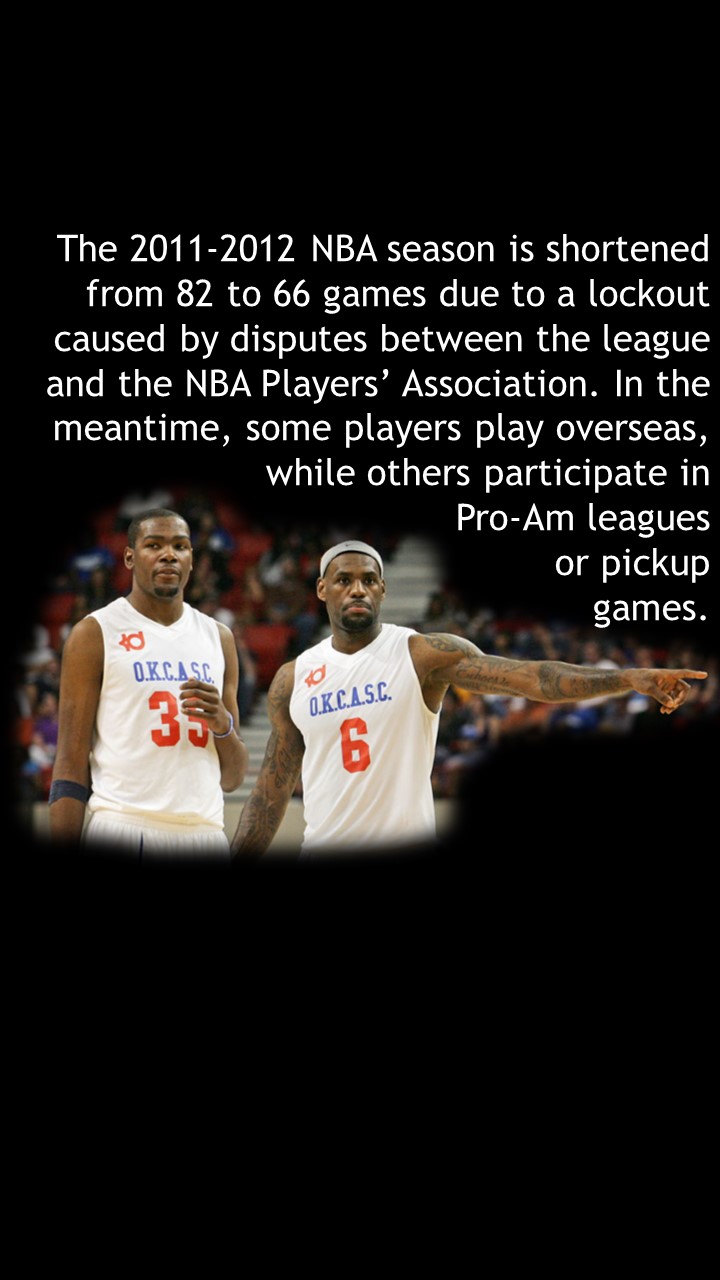 The 2011-2012 NBA season is shortened
from 82 to 66 games due to a lockout
caused by disputes between the league
and the NBA Players’ Association. In the
meantime, some players play overseas,
while others participate in
Pro-Am leagues
or pickup
games.
O.K.C.A.S.C.
35
O.K.C.A.S.C.
6